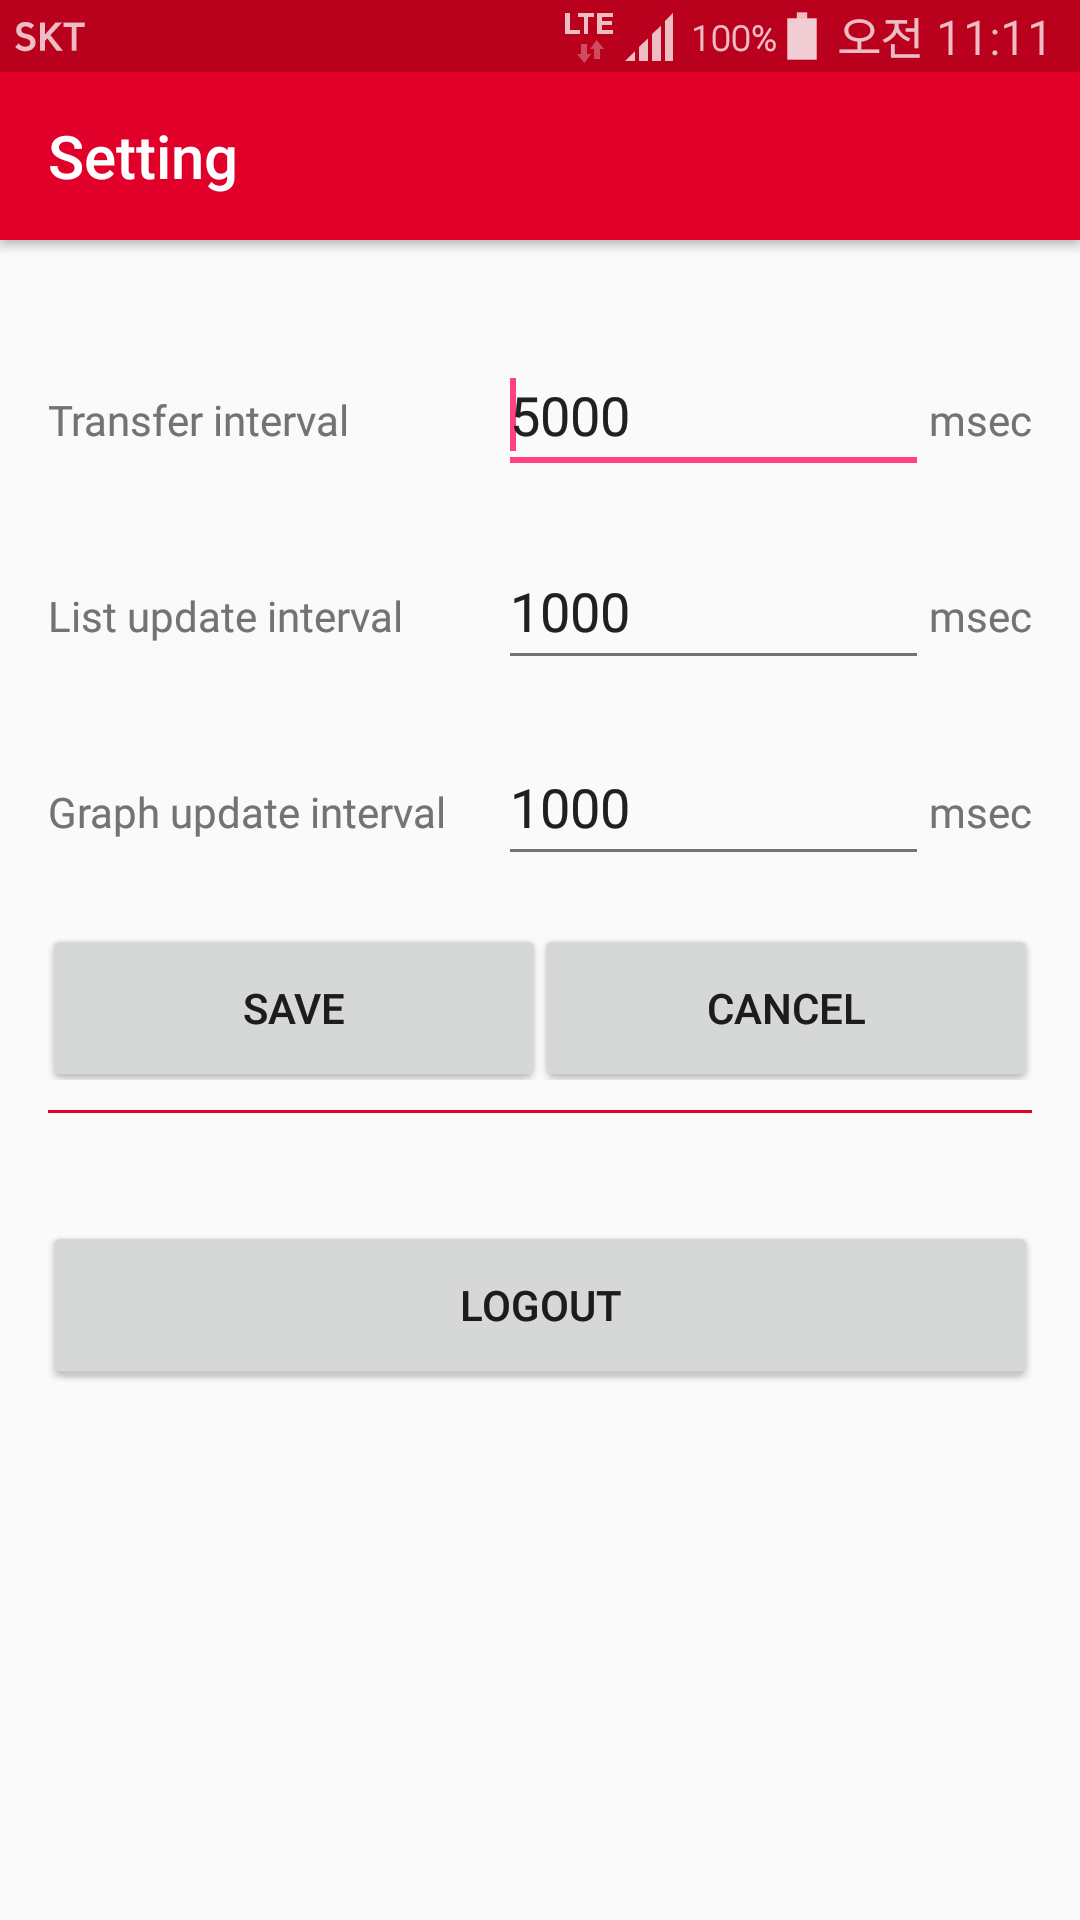 SKT LTE 100% 오전 11:11
Setting
Transfer interval 5000 msec
List update interval 1000 msec
Graph update interval 1000 msec
SAVE CANCEL
LOGOUT